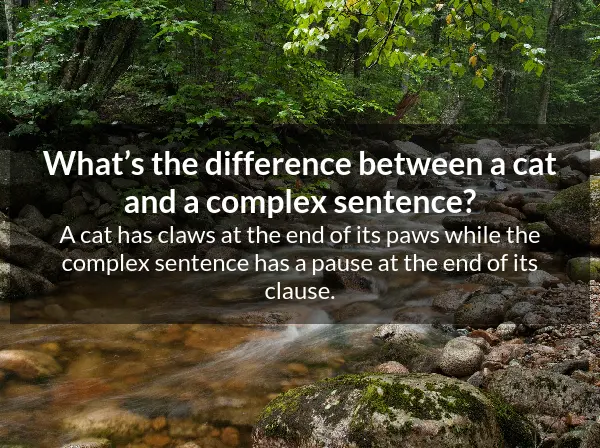 What’s the difference between a cat
and a complex sentence?
A cat has claws at the end of its paws while the
complex sentence has a pause at the end of its
clause.